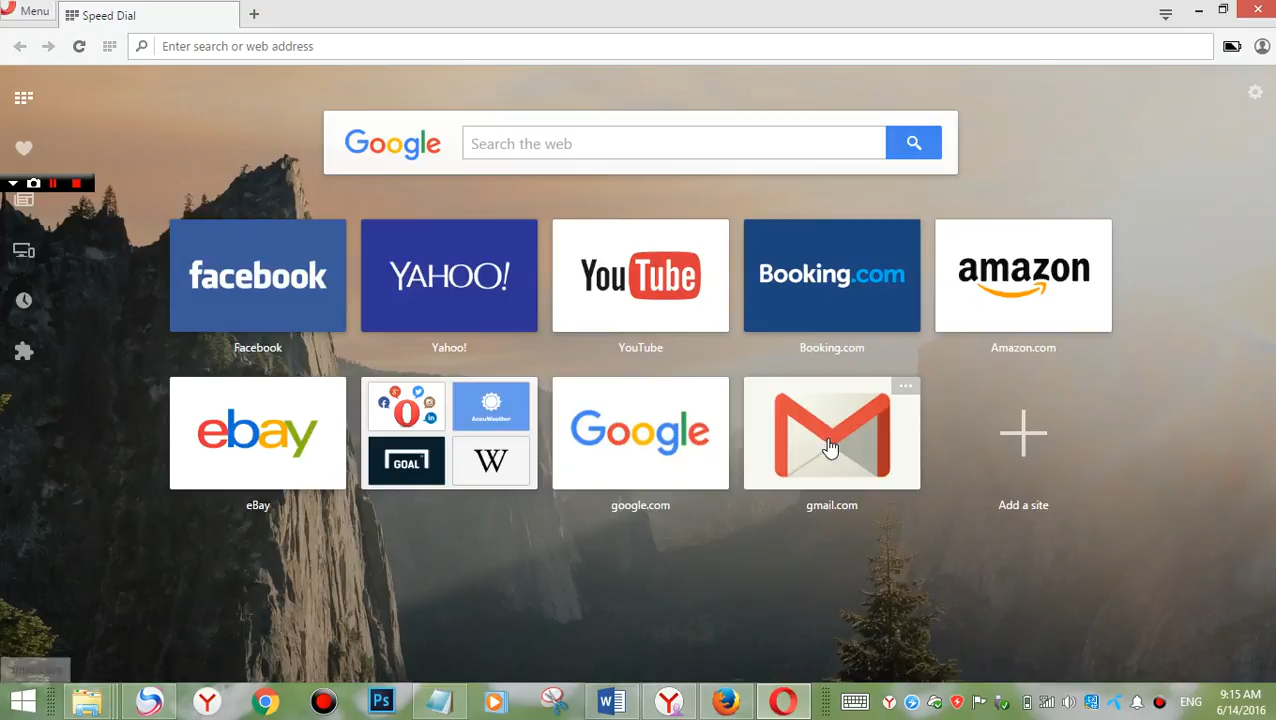 Menu
Speed Dial
Enter search or web address
Google
Search the web
facebook
YAHOO!
YouTube
Booking.com
amazon
Facebook
Yahoo!
YouTube
Booking.com
Amazon.com
ebay
AccuWeather
GOAL
W
Google
eBay
google.com
gmail.com
Add a site
Ps
ENG
9:15 AM
6/14/2016